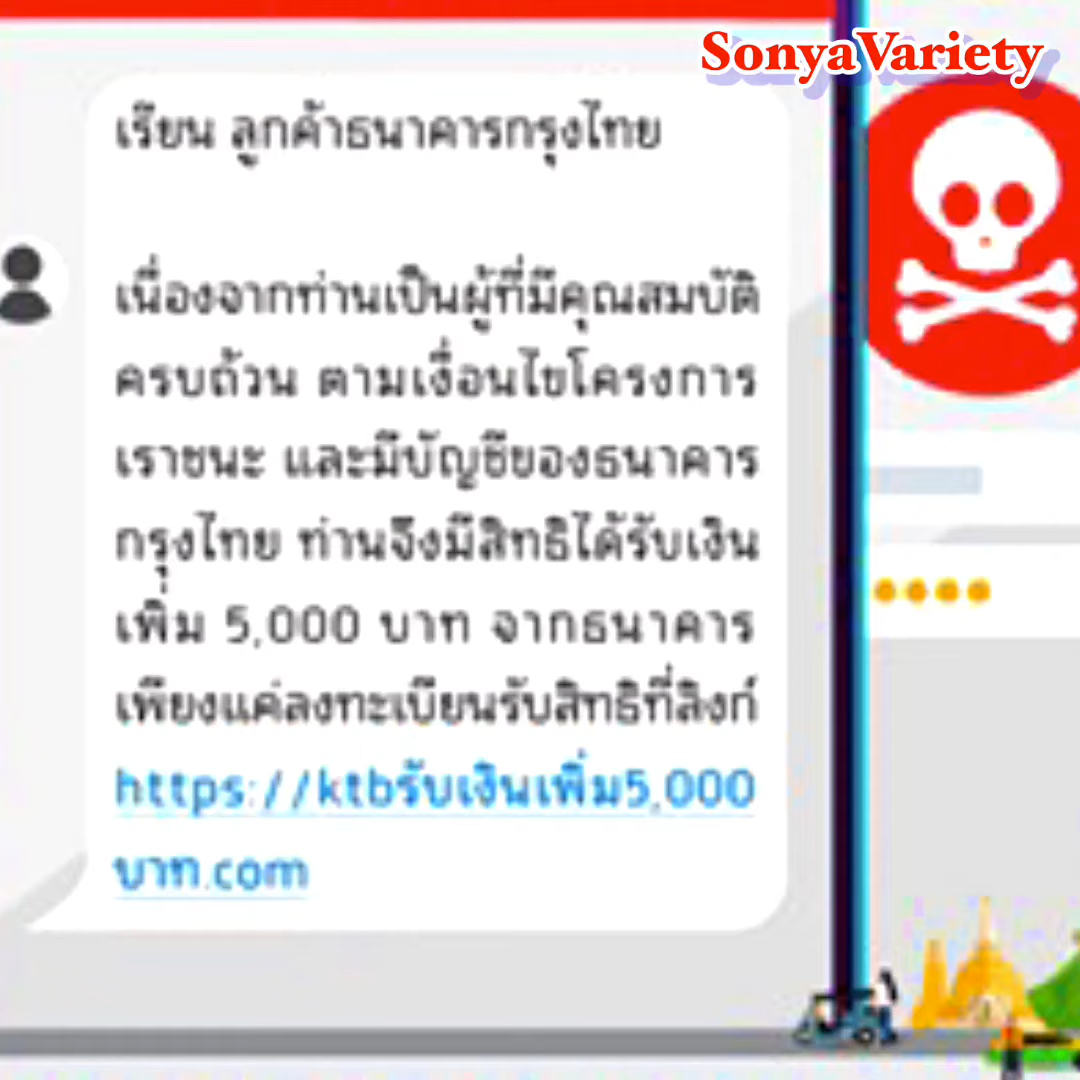 SonyaVariety
เรียน ลูกค้าธนาคารกรุงไทย
เนื่องจากท่านเป็นผู้ที่มีคุณสมบัติ
ครบถ้วน ตามเงื่อนไขโครงการ
เราชนะ และมีบัญชีของธนาคาร
กรุงไทย ท่านจึงมีสิทธิได้รับเงิน
เพิ่ม 5,000 บาท จากธนาคาร
เพียงแค่ลงทะเบียนรับสิทธิที่ลิงก์
https://ktbรับเงินเพิ่ม5,000
บาท.com